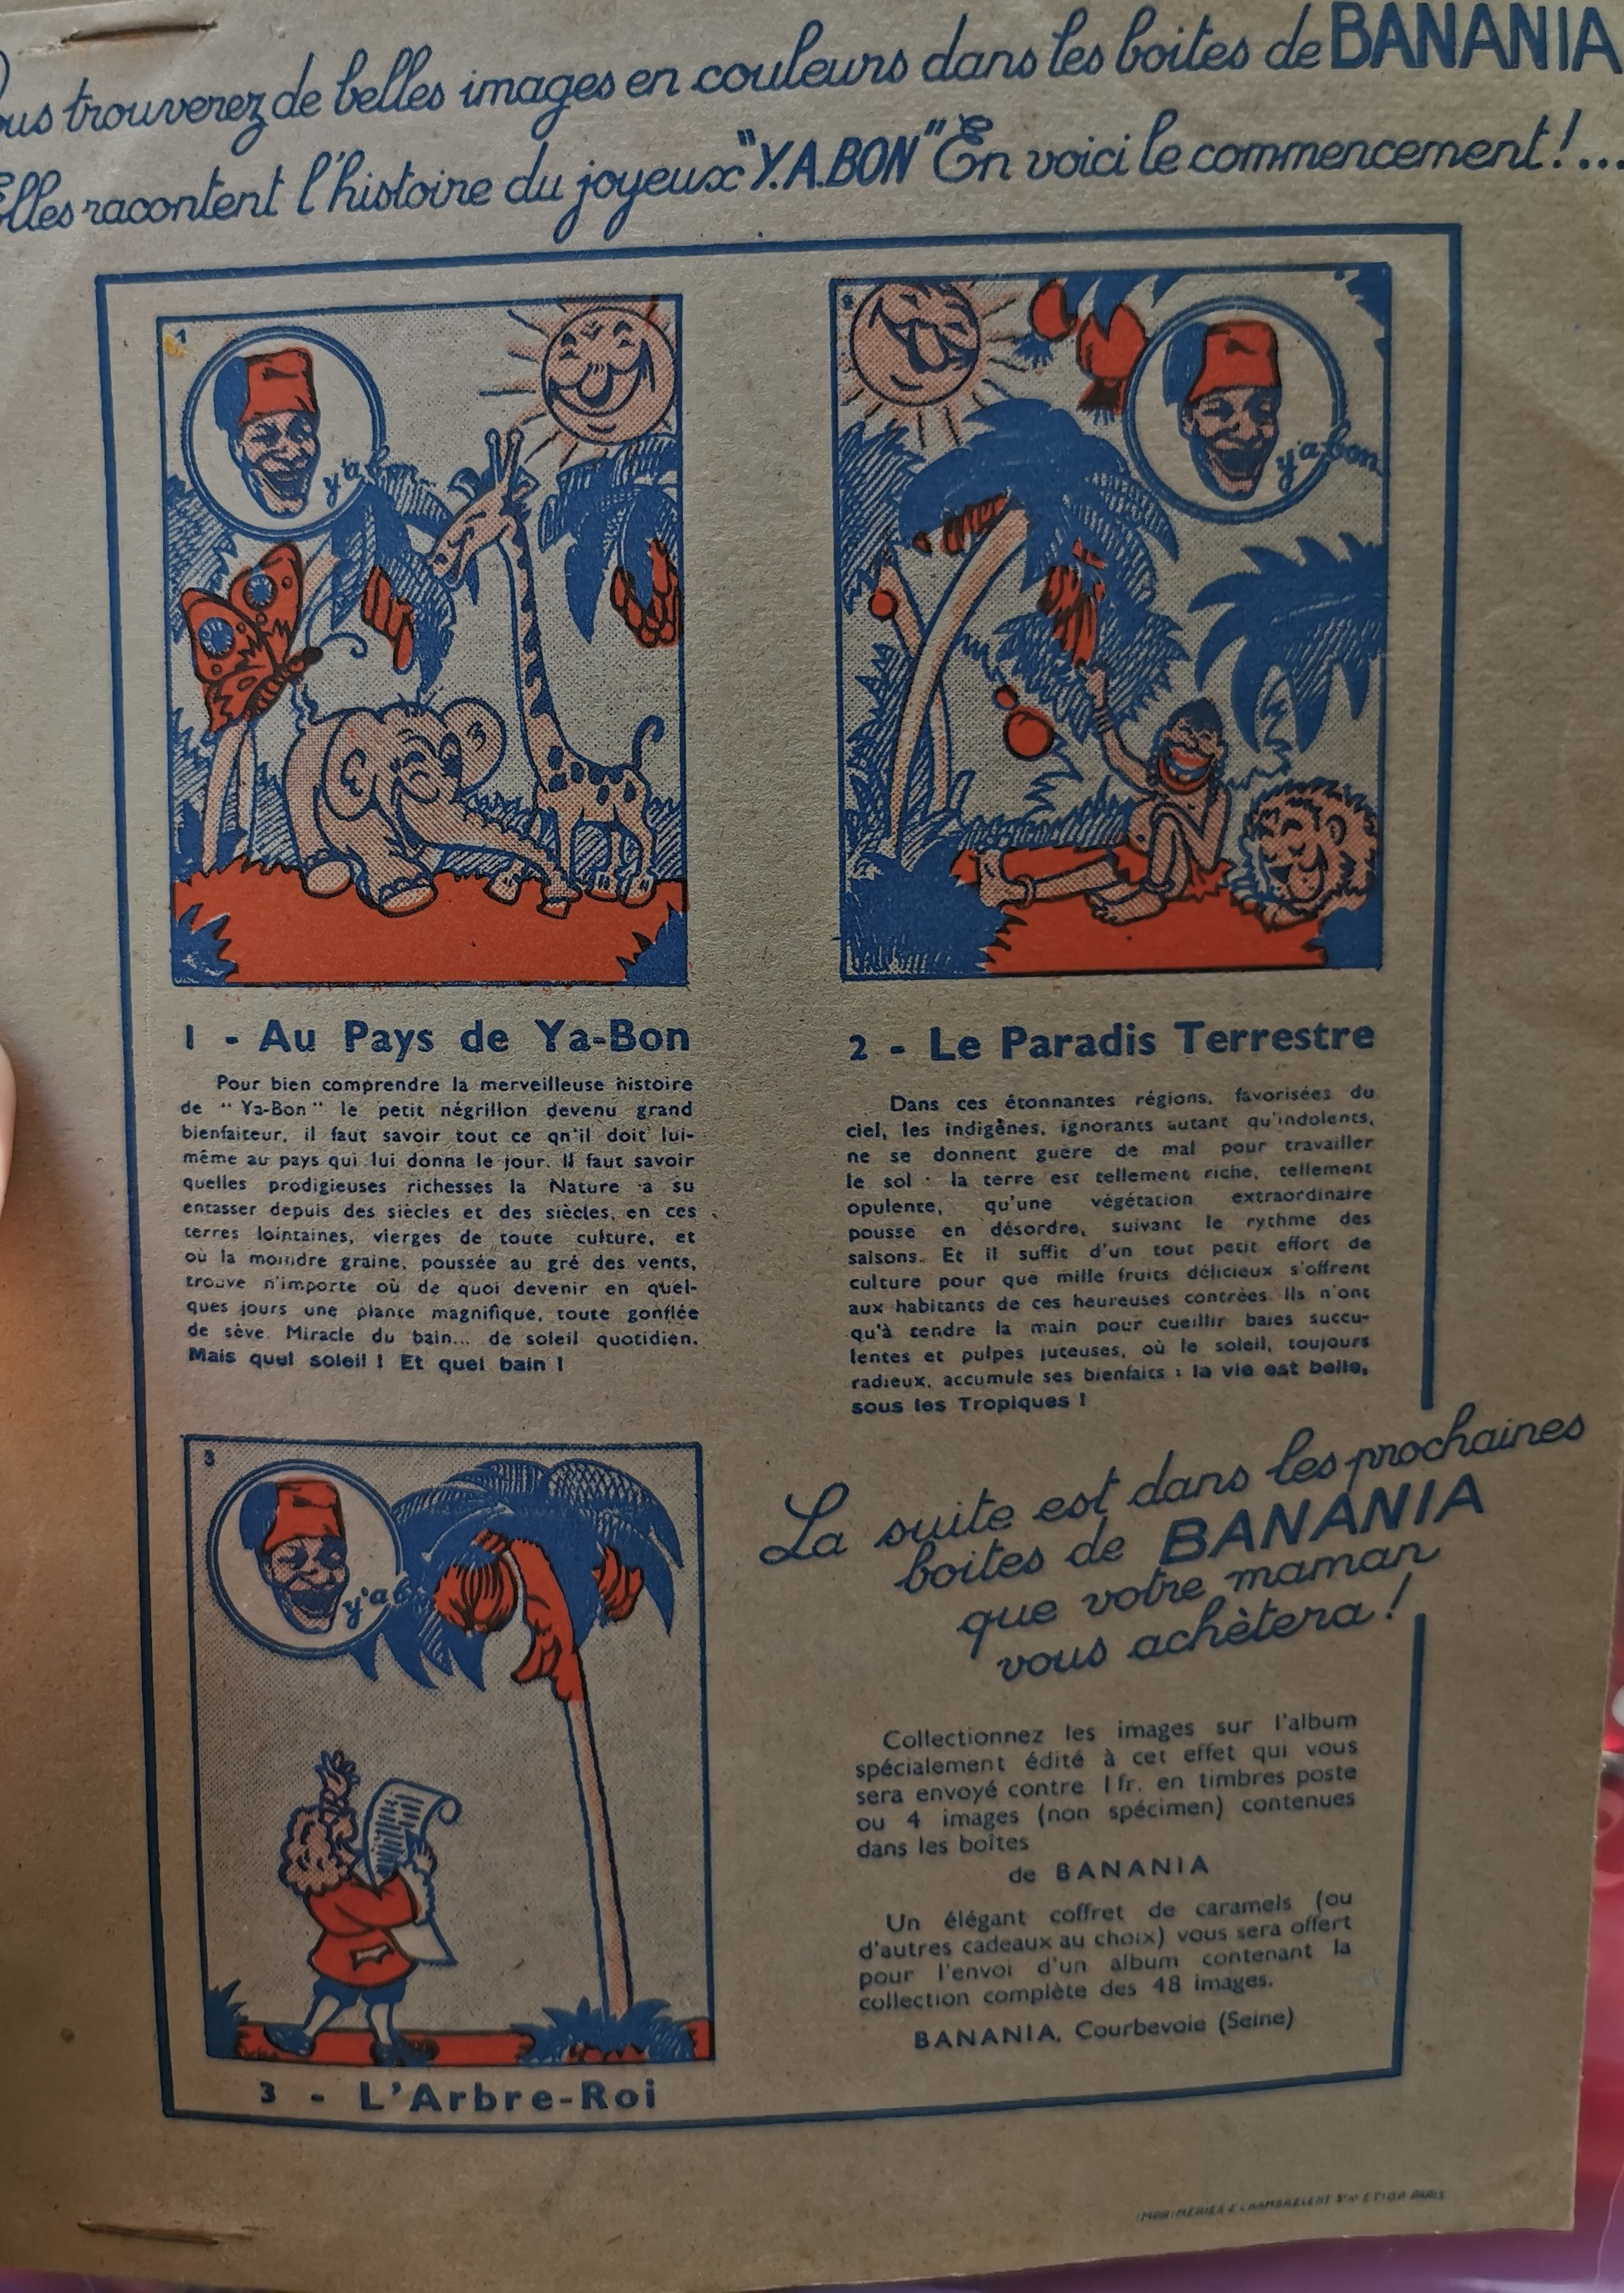 ous trouverez de belles images en couleurs dans les boites de BANANIA
Elles racontent l'histoire du joyeux "Y.A.BON" En voici le commencement!...
1
y'a bon
2
y'a bon
1 - Au Pays de Ya-Bon
Pour bien comprendre la merveilleuse histoire
de "Ya-Bon" le petit négrillon devenu grand
bienfaiteur, il faut savoir tout ce qn'il doit lui-
même au pays qui lui donna le jour. Il faut savoir
quelles prodigieuses richesses la Nature a su
entasser depuis des siècles et des siècles, en ces
terres lointaines, vierges de toute culture, et
où la moindre graine, poussée au gré des vents,
trouve n'importe où de quoi devenir en quel-
ques jours une plante magnifique, toute gonflée
de sève. Miracle du bain... de soleil quotidien.
Mais quel soleil ! Et quel bain !
2 - Le Paradis Terrestre
Dans ces étonnantes régions, favorisées du
ciel, les indigènes, ignorants autant qu'indolents,
ne se donnent guère de mal pour travailler
le sol : la terre est tellement riche, tellement
opulente, qu'une végétation extraordinaire
pousse en désordre, suivant le rythme des
saisons. Et il suffit d'un tout petit effort de
culture pour que mille fruits délicieux s'offrent
aux habitants de ces heureuses contrées. Ils n'ont
qu'à tendre la main pour cueillir baies succu-
lentes et pulpes juteuses, où le soleil, toujours
radieux, accumule ses bienfaits : la vie est belle,
sous les Tropiques !
3
y'a b
3 - L'Arbre-Roi
La suite est dans les prochaines
boites de BANANIA
que votre maman
vous achètera !
Collectionnez les images sur l'album
spécialement édité à cet effet qui vous
sera envoyé contre 1 fr. en timbres poste
ou 4 images (non spécimen) contenues
dans les boîtes
de BANANIA
Un élégant coffret de caramels (ou
d'autres cadeaux au choix) vous sera offert
pour l'envoi d'un album contenant la
collection complète des 48 images.
BANANIA, Courbevoie (Seine)
IMPRIMERIES E CHAMBRELENT PARIS